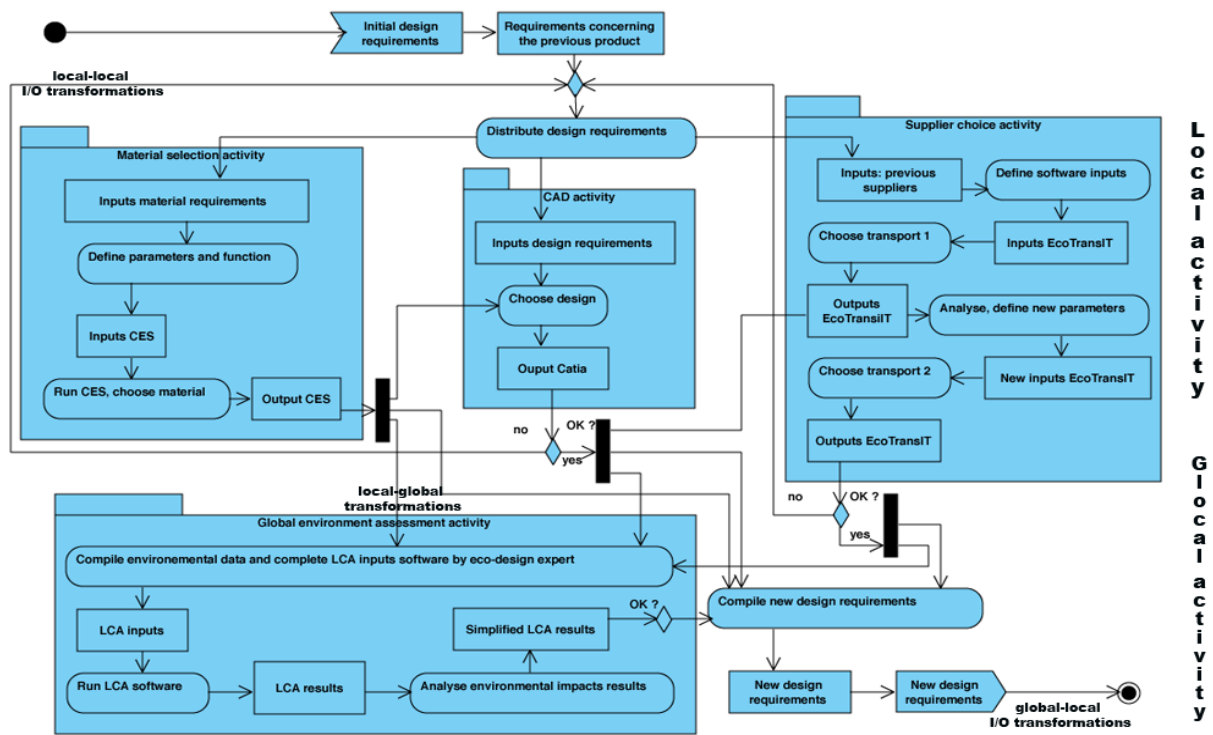 Initial design
requirements
Requirements concerning
the previous product
local-local
I/O transformations
Distribute design requirements
Supplier choice activity
Material selection activity
Inputs: previous
suppliers
Define software inputs
CAD activity
Inputs material requirements
Inputs design requirements
Choose transport 1
Inputs EcoTransIT
Define parameters and function
Choose design
Outputs
EcoTransIT
Analyse, define new parameters
Inputs CES
Ouput Catia
Choose transport 2
New inputs EcoTransIT
Run CES, choose material
Output CES
no
OK ?
yes
Outputs EcoTransIT
no
OK ?
yes
local-global
transformations
Global environment assessment activity
Compile environemental data and complete LCA inputs software by eco-design expert
LCA inputs
Simplified LCA results
OK ?
Compile new design requirements
Run LCA software
LCA results
Analyse environmental impacts results
New design
requirements
New design
requirements
global-local
I/O transformations
Local activity
Glocal activity